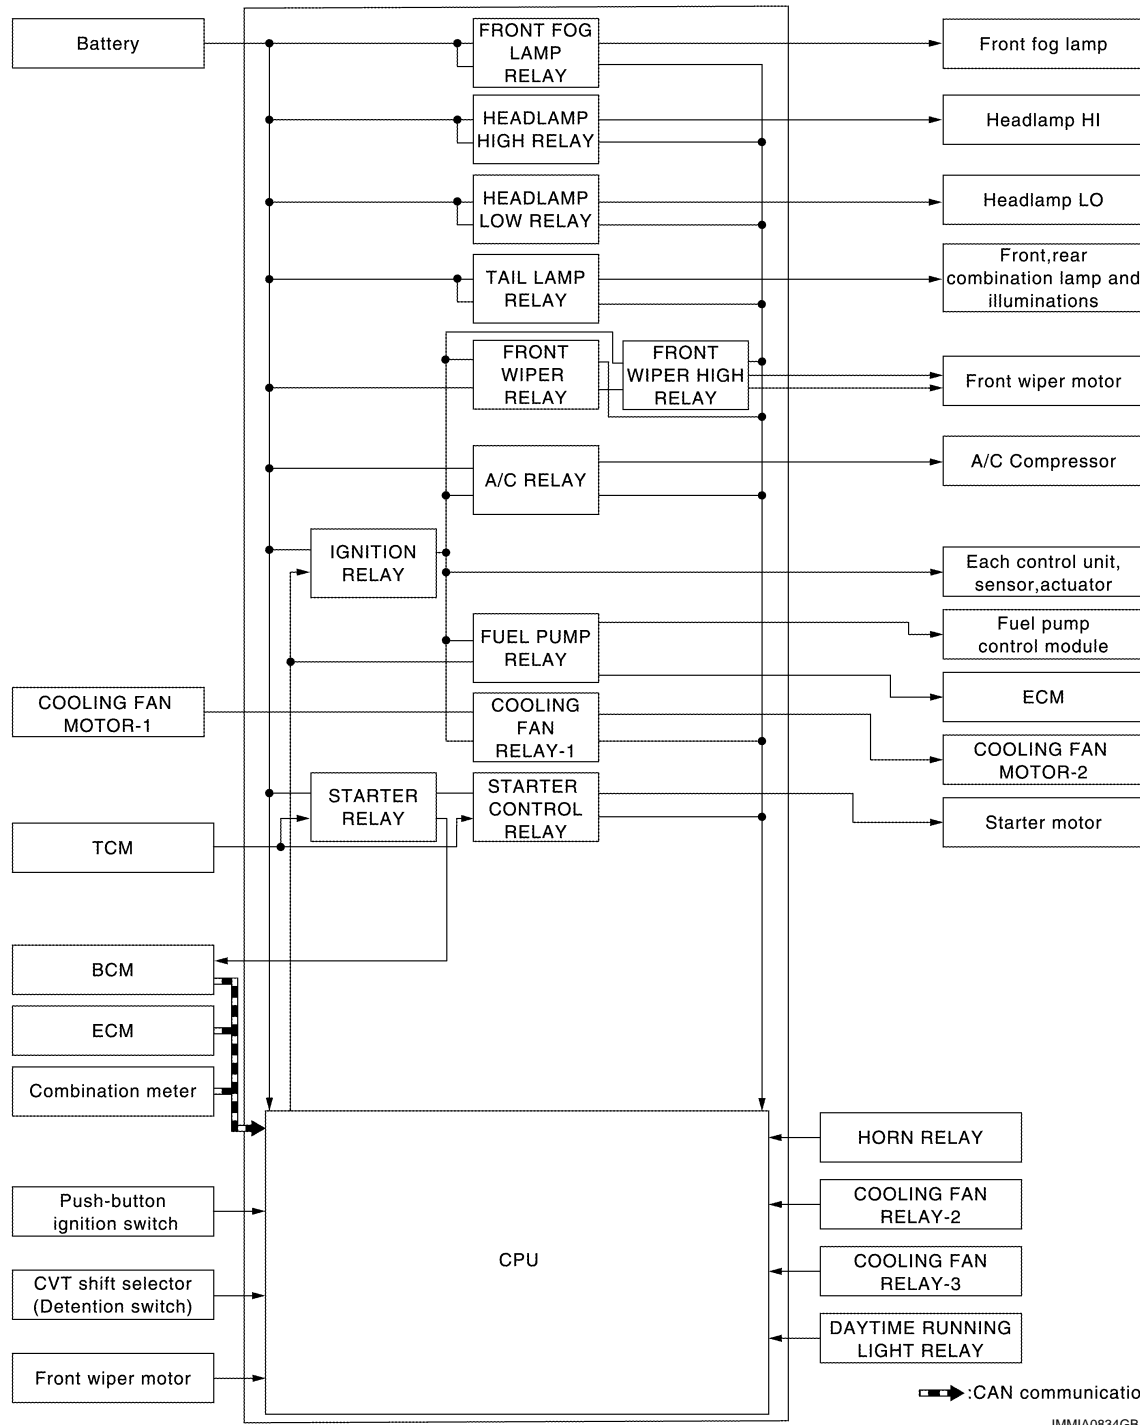 Battery
FRONT FOG
LAMP
RELAY
Front fog lamp
HEADLAMP
HIGH RELAY
Headlamp HI
HEADLAMP
LOW RELAY
Headlamp LO
TAIL LAMP
RELAY
Front,rear
combination lamp and
illuminations
FRONT
WIPER
RELAY
FRONT
WIPER HIGH
RELAY
Front wiper motor
A/C RELAY
A/C Compressor
IGNITION
RELAY
Each control unit,
sensor,actuator
FUEL PUMP
RELAY
Fuel pump
control module
ECM
COOLING FAN
MOTOR-1
COOLING
FAN
RELAY-1
COOLING FAN
MOTOR-2
STARTER
RELAY
STARTER
CONTROL
RELAY
Starter motor
TCM
BCM
ECM
Combination meter
HORN RELAY
Push-button
ignition switch
COOLING FAN
RELAY-2
CPU
CVT shift selector
(Detention switch)
COOLING FAN
RELAY-3
Front wiper motor
DAYTIME RUNNING
LIGHT RELAY
:CAN communicatio
JMMIA0834GB